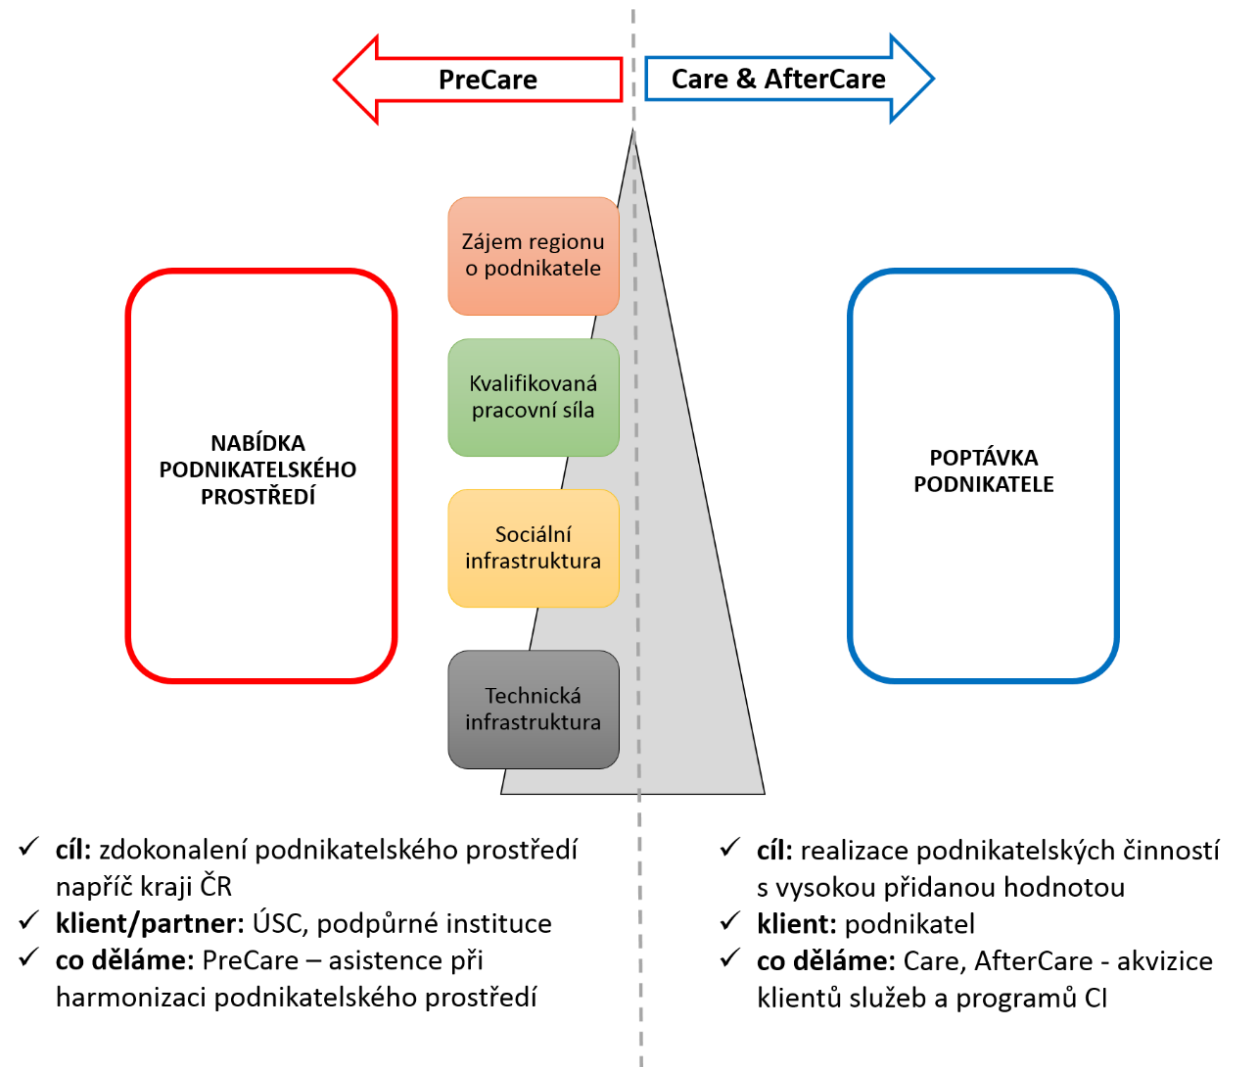 PreCare
Care & AfterCare
Zájem regionu
o podnikatele
Kvalifikovaná
pracovní síla
Sociální
infrastruktura
Technická
infrastruktura
NABÍDKA
PODNIKATELSKÉHO
PROSTŘEDÍ
POPTÁVKA
PODNIKATELE
✓ cíl: zdokonalení podnikatelského prostředí
napříč kraji ČR
✓ klient/partner: ÚSC, podpůrné instituce
✓ co děláme: PreCare – asistence při
harmonizaci podnikatelského prostředí
✓ cíl: realizace podnikatelských činností
s vysokou přidanou hodnotou
✓ klient: podnikatel
✓ co děláme: Care, AfterCare - akvizice
klientů služeb a programů CI